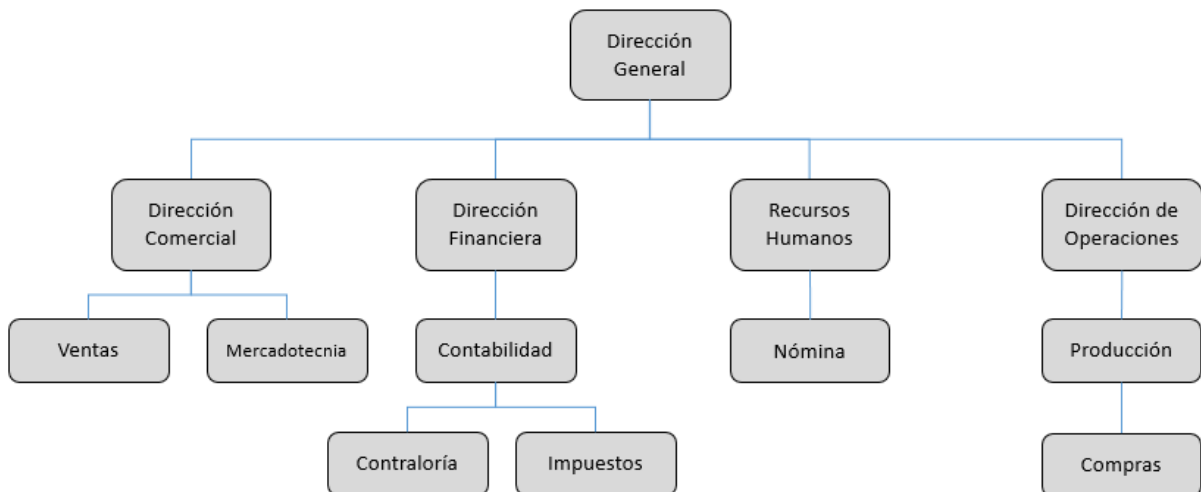 Dirección
General
Dirección
Comercial
Dirección
Financiera
Recursos
Humanos
Dirección de
Operaciones
Ventas
Mercadotecnia
Contabilidad
Nómina
Producción
Contraloría
Impuestos
Compras